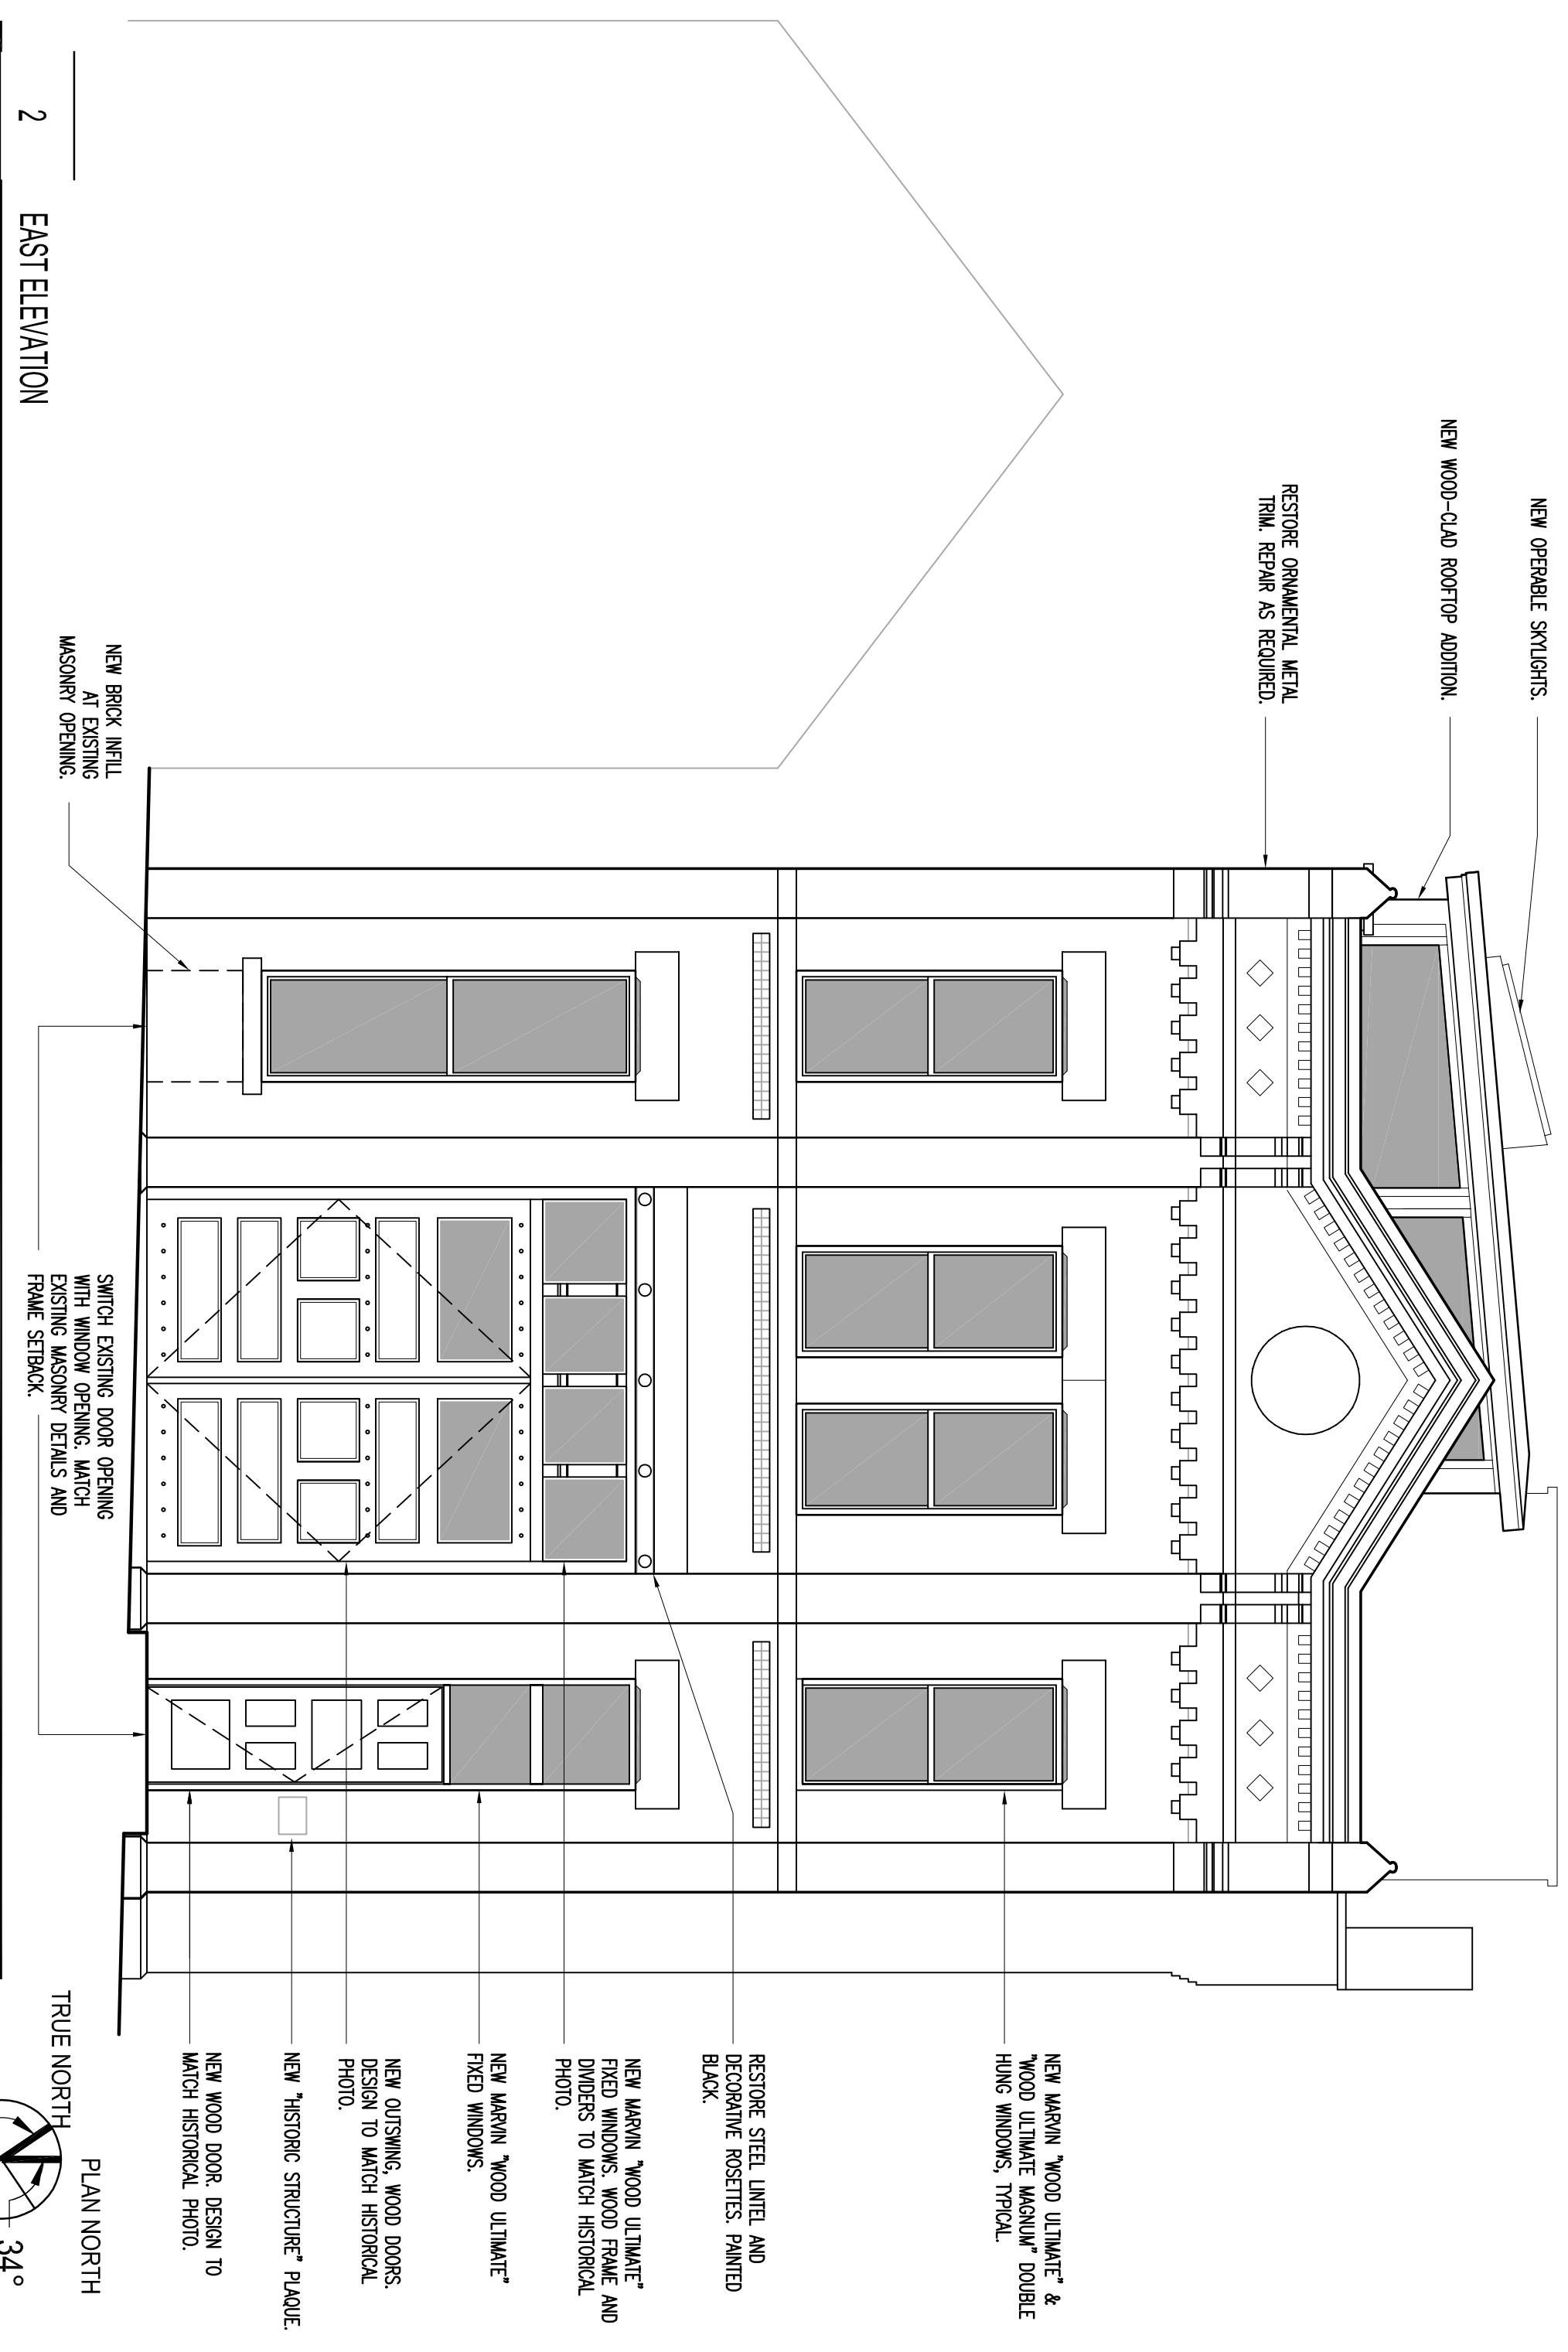 NEW OPERABLE SKYLIGHTS.
NEW WOOD-CLAD ROOFTOP ADDITION.
RESTORE ORNAMENTAL METAL
TRIM. REPAIR AS REQUIRED.
NEW BRICK INFILL
AT EXISTING
MASONRY OPENING.
SWITCH EXISTING DOOR OPENING
WITH WINDOW OPENING. MATCH
EXISTING MASONRY DETAILS AND
FRAME SETBACK.
NEW MARVIN "WOOD ULTIMATE" &
"WOOD ULTIMATE MAGNUM" DOUBLE
HUNG WINDOWS, TYPICAL.
RESTORE STEEL LINTEL AND
DECORATIVE ROSETTES. PAINTED
BLACK.
NEW MARVIN "WOOD ULTIMATE"
FIXED WINDOWS. WOOD FRAME AND
DIVIDERS TO MATCH HISTORICAL
PHOTO.
NEW MARVIN "WOOD ULTIMATE"
FIXED WINDOWS.
NEW OUTSWING, WOOD DOORS.
DESIGN TO MATCH HISTORICAL
PHOTO.
NEW "HISTORIC STRUCTURE" PLAQUE.
NEW WOOD DOOR. DESIGN TO
MATCH HISTORICAL PHOTO.
2
EAST ELEVATION
PLAN NORTH
TRUE NORTH
34°